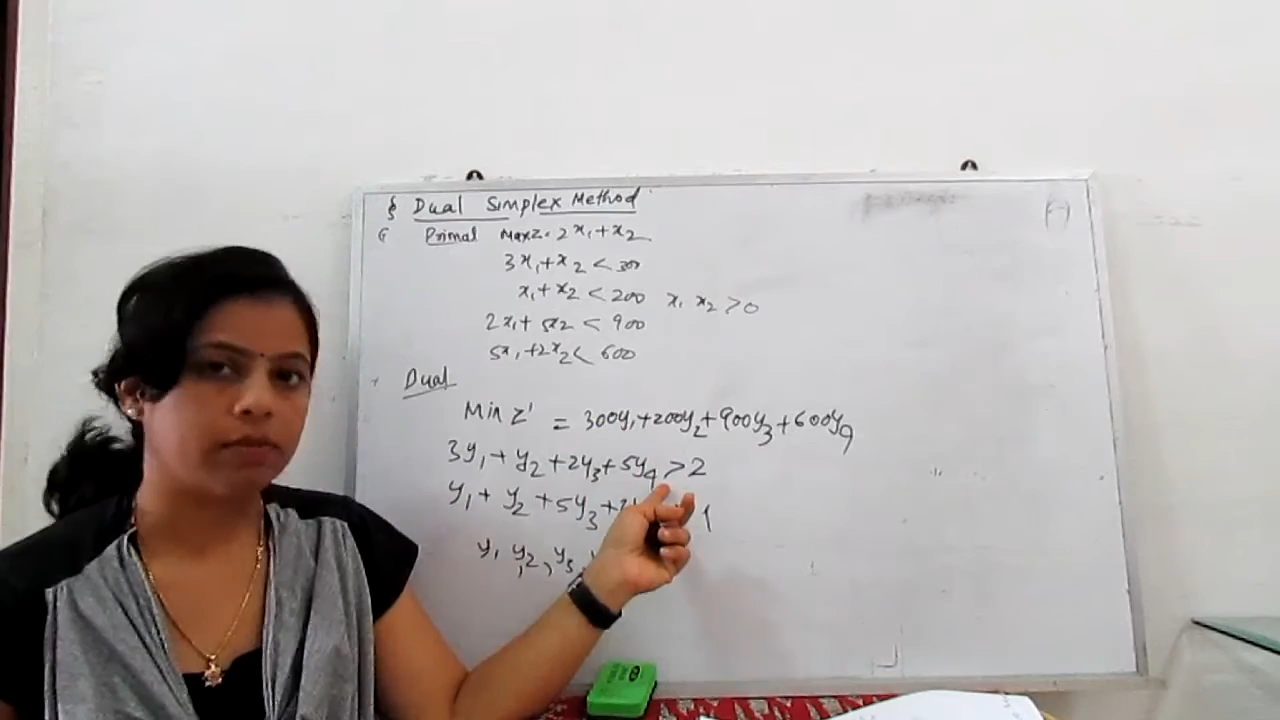 § Dual Simplex Method
Primal Max Z = 2x₁+x₂
3x₁+x₂ < 300
x₁+x₂ < 200 x₁ x₂ > 0
2x₁+5x₂ < 900
5x₁+2x₂ < 600
Dual
Min Z' = 300y₁+200y₂+900y₃+600y₄
3y₁+y₂+2y₃+5y₄ > 2
y₁+y₂+5y₃+ 1
y₁ y₂, y₃
(-)